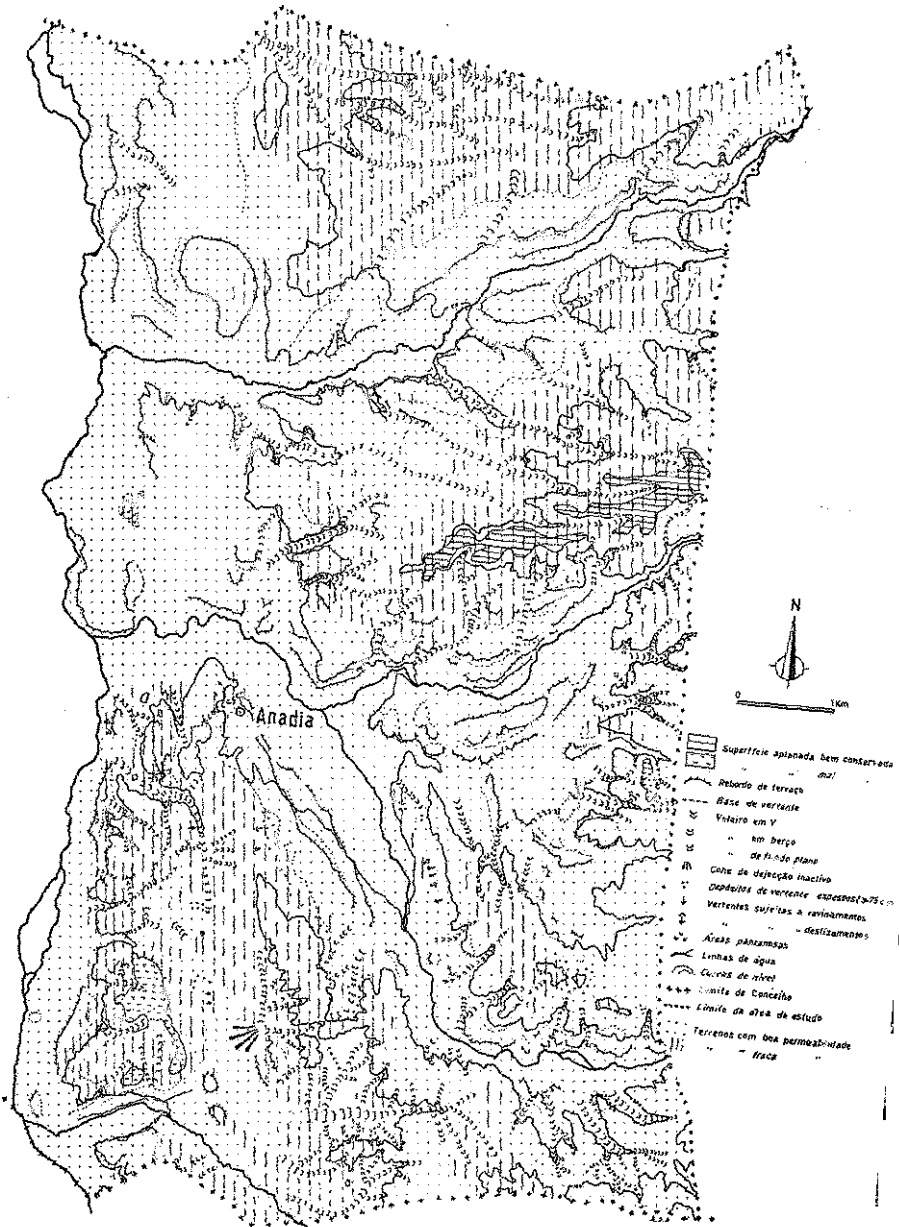 Anadia
N
0 1Km
Superfície aplanada bem conservada
" " mal
Rebordo de terraço
Base de vertente
Valeiro em V
" em berço
" de fundo plano
Cone de dejecção inactivo
Depósitos de vertente espessos
Vertentes sujeitas a ravinamentos
" " " deslizamentos
Áreas pantanosas
Linhas de água
Curvas de nível
Limite de Concelho
Limite da área de estudo
Terrenos com boa permeabilidade
" " fraca "